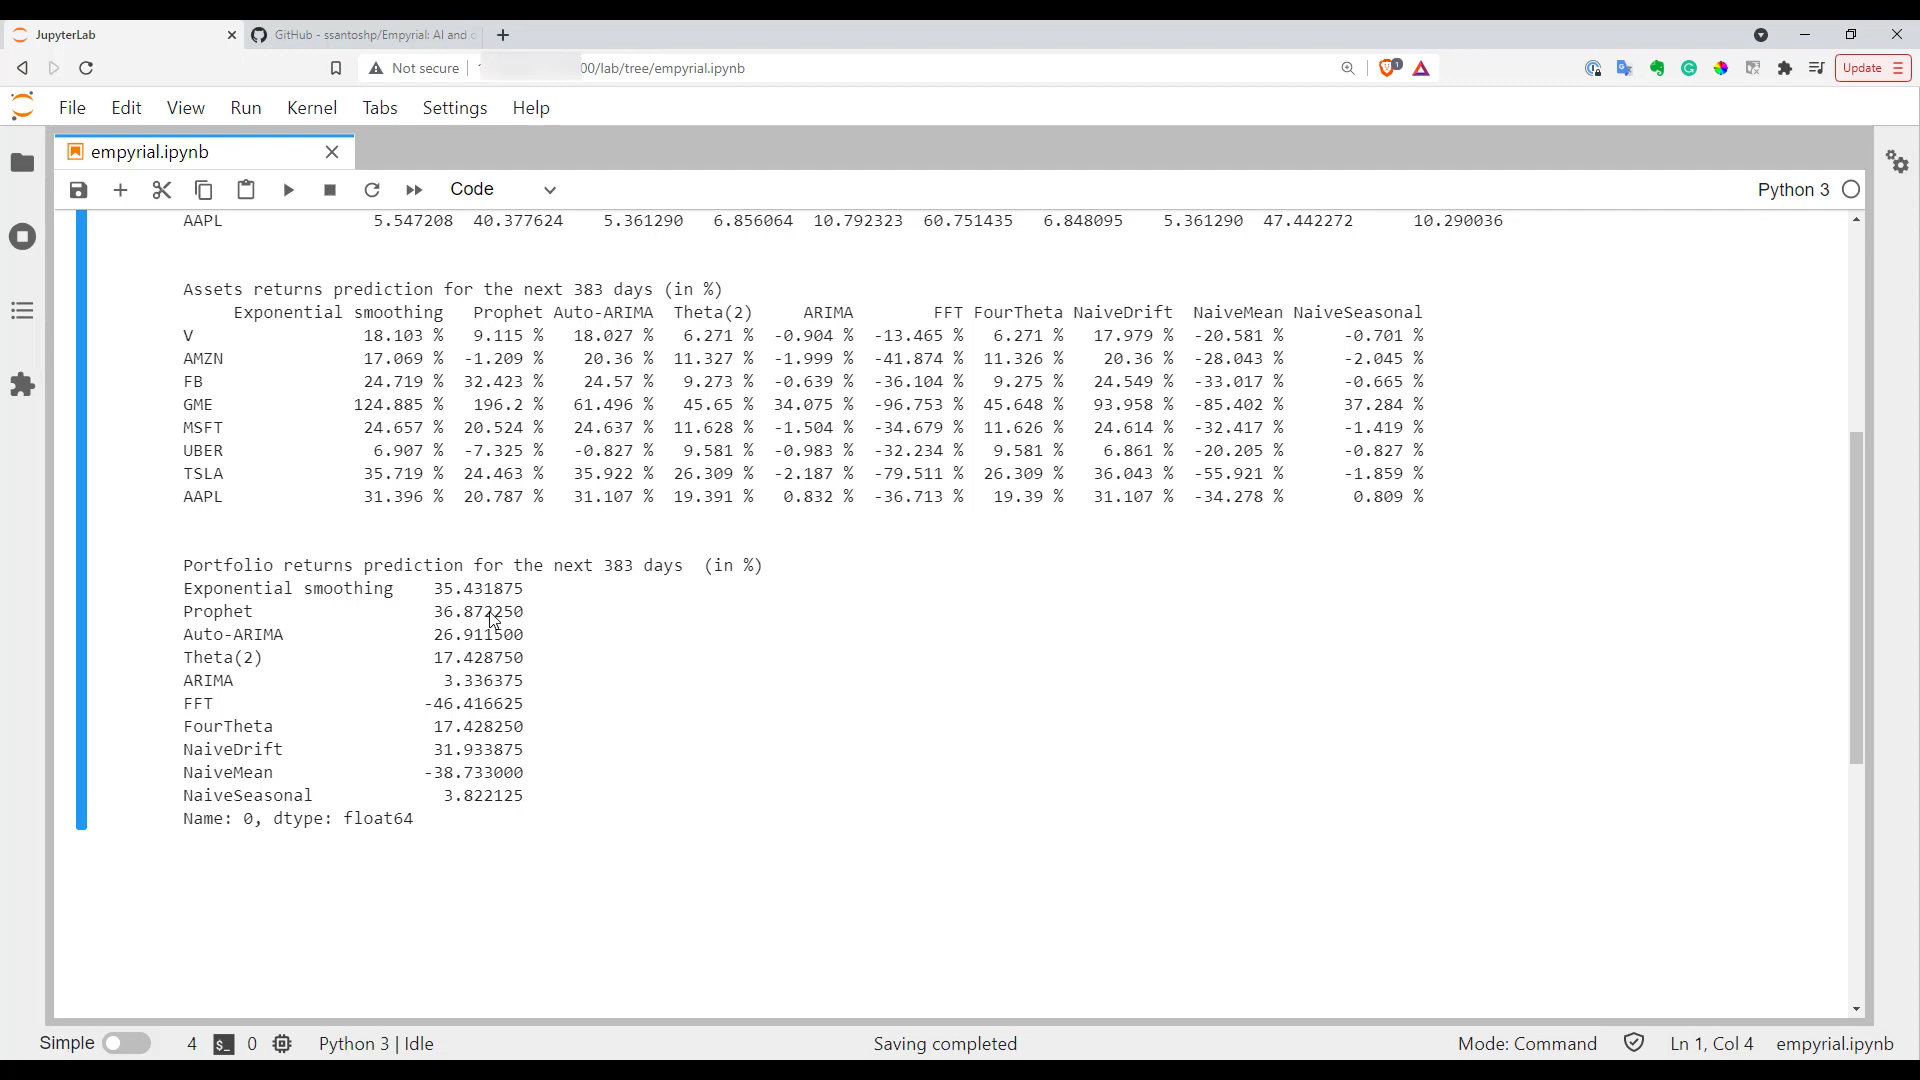 JupyterLab
GitHub - ssantoshp/Empyrial: AI and
Not secure
00/lab/tree/empyrial.ipynb
1
Update
File Edit View Run Kernel Tabs Settings Help
empyrial.ipynb
Code
Python 3
AAPL 5.547208 40.377624 5.361290 6.856064 10.792323 60.751435 6.848095 5.361290 47.442272 10.290036
Assets returns prediction for the next 383 days (in %)
Exponential smoothing Prophet Auto-ARIMA Theta(2) ARIMA FFT FourTheta NaiveDrift NaiveMean NaiveSeasonal
V 18.103 % 9.115 % 18.027 % 6.271 % -0.904 % -13.465 % 6.271 % 17.979 % -20.581 % -0.701 %
AMZN 17.069 % -1.209 % 20.36 % 11.327 % -1.999 % -41.874 % 11.326 % 20.36 % -28.043 % -2.045 %
FB 24.719 % 32.423 % 24.57 % 9.273 % -0.639 % -36.104 % 9.275 % 24.549 % -33.017 % -0.665 %
GME 124.885 % 196.2 % 61.496 % 45.65 % 34.075 % -96.753 % 45.648 % 93.958 % -85.402 % 37.284 %
MSFT 24.657 % 20.524 % 24.637 % 11.628 % -1.504 % -34.679 % 11.626 % 24.614 % -32.417 % -1.419 %
UBER 6.907 % -7.325 % -0.827 % 9.581 % -0.983 % -32.234 % 9.581 % 6.861 % -20.205 % -0.827 %
TSLA 35.719 % 24.463 % 35.922 % 26.309 % -2.187 % -79.511 % 26.309 % 36.043 % -55.921 % -1.859 %
AAPL 31.396 % 20.787 % 31.107 % 19.391 % 0.832 % -36.713 % 19.39 % 31.107 % -34.278 % 0.809 %
Portfolio returns prediction for the next 383 days (in %)
Exponential smoothing 35.431875
Prophet 36.872250
Auto-ARIMA 26.911500
Theta(2) 17.428750
ARIMA 3.336375
FFT -46.416625
FourTheta 17.428250
NaiveDrift 31.933875
NaiveMean -38.733000
NaiveSeasonal 3.822125
Name: 0, dtype: float64
Simple 4 $_ 0 Python 3 | Idle Saving completed Mode: Command Ln 1, Col 4 empyrial.ipynb